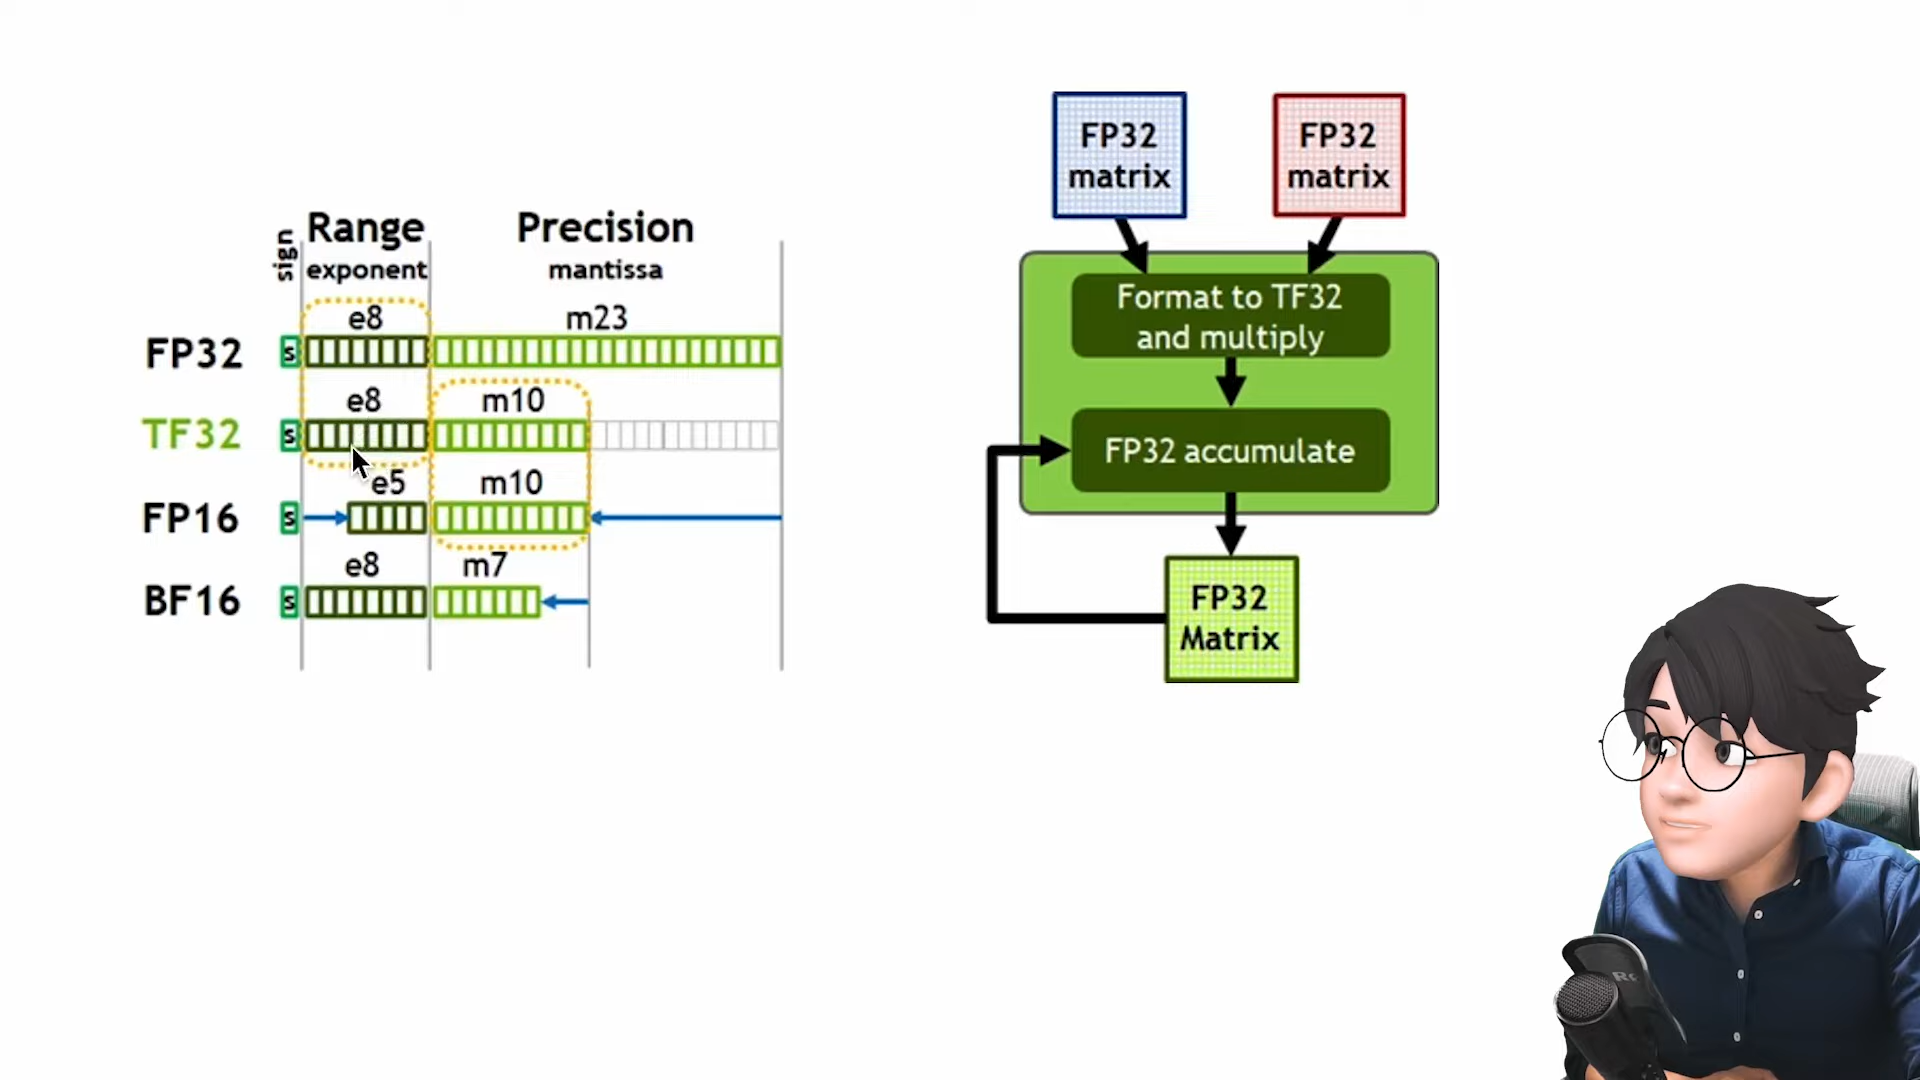 sign
Range
exponent
Precision
mantissa
FP32
s
e8
m23
TF32
s
e8
m10
FP16
s
e5
m10
BF16
s
e8
m7
FP32
matrix
FP32
matrix
Format to TF32
and multiply
FP32 accumulate
FP32
Matrix